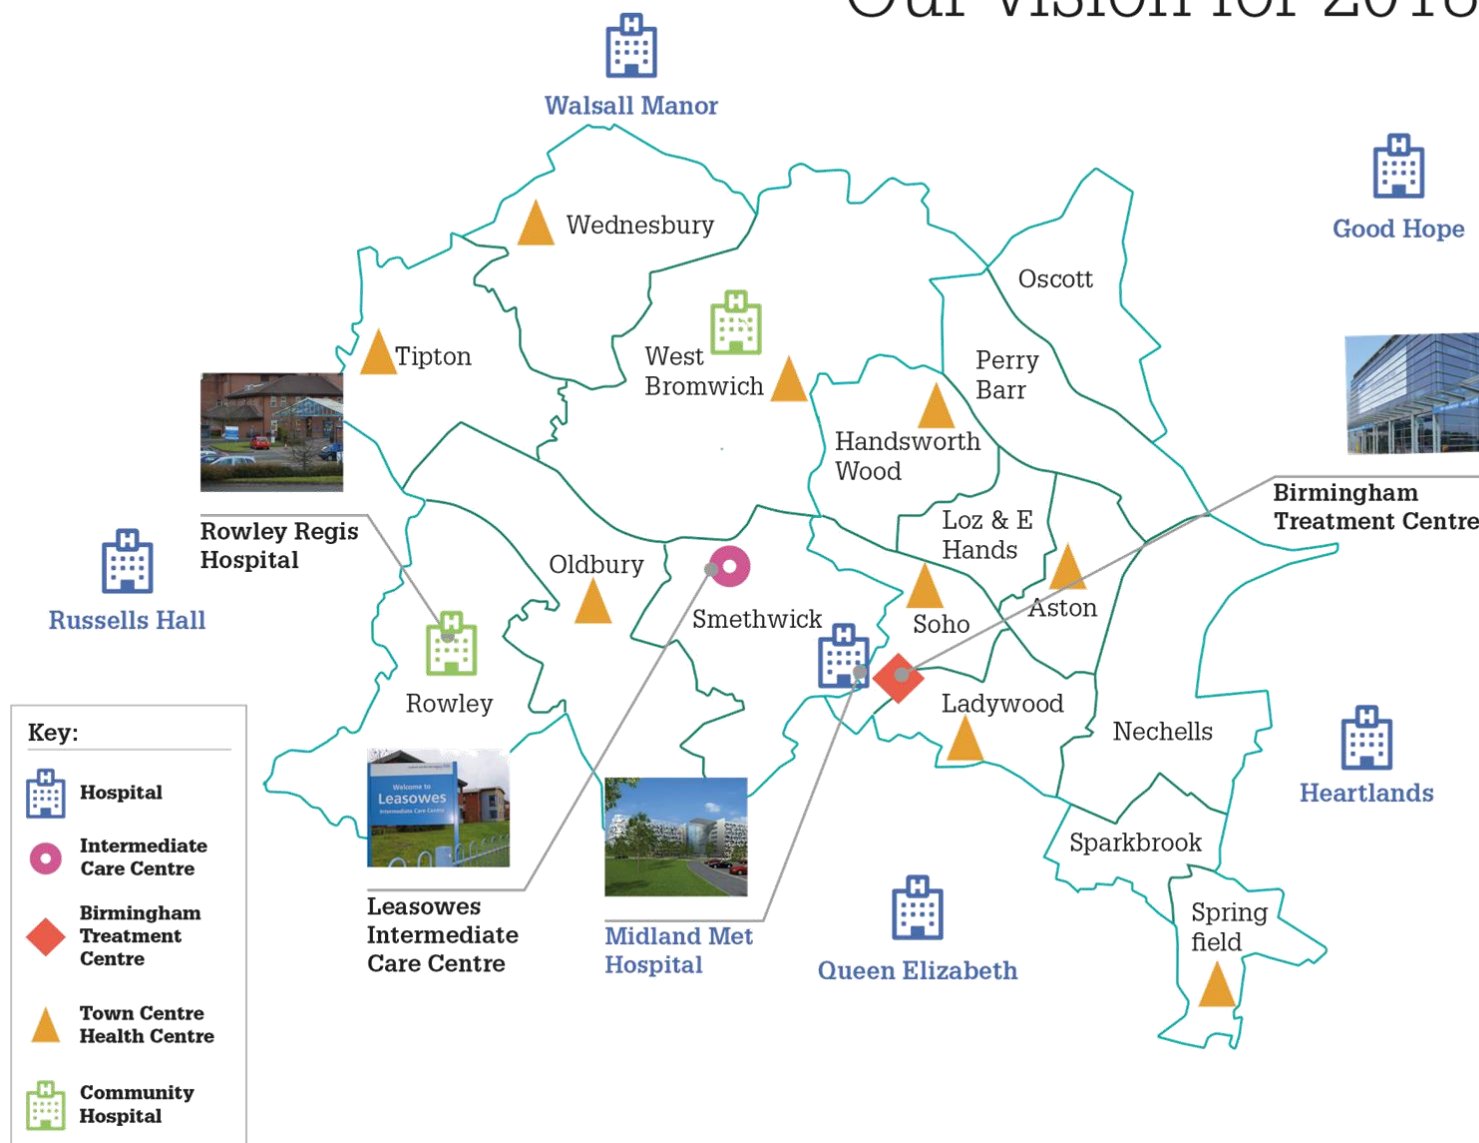 Our vision for 2018
Walsall Manor
Good Hope
Wednesbury
Oscott
Tipton
West
Bromwich
Perry
Barr
Handsworth
Wood
Birmingham
Treatment Centre
Rowley Regis
Hospital
Loz & E
Hands
Oldbury
Russells Hall
Smethwick
Soho
Aston
Rowley
Ladywood
Nechells
Heartlands
Welcome to
Leasowes
Intermediate Care Centre
Sparkbrook
Spring
field
Leasowes
Intermediate
Care Centre
Midland Met
Hospital
Queen Elizabeth
Key:
Hospital
Intermediate
Care Centre
Birmingham
Treatment
Centre
Town Centre
Health Centre
Community
Hospital
H
H
H
H
H
H
H
H
H
H